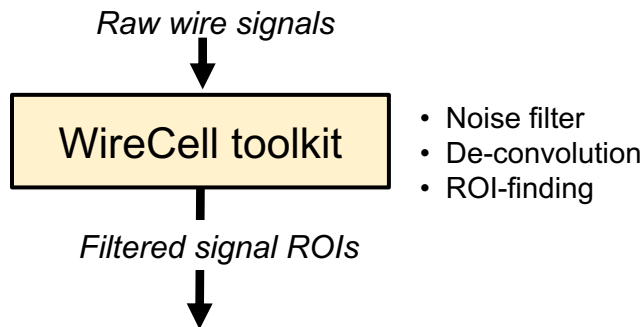 Raw wire signals
WireCell toolkit
• Noise filter
• De-convolution
• ROI-finding
Filtered signal ROIs